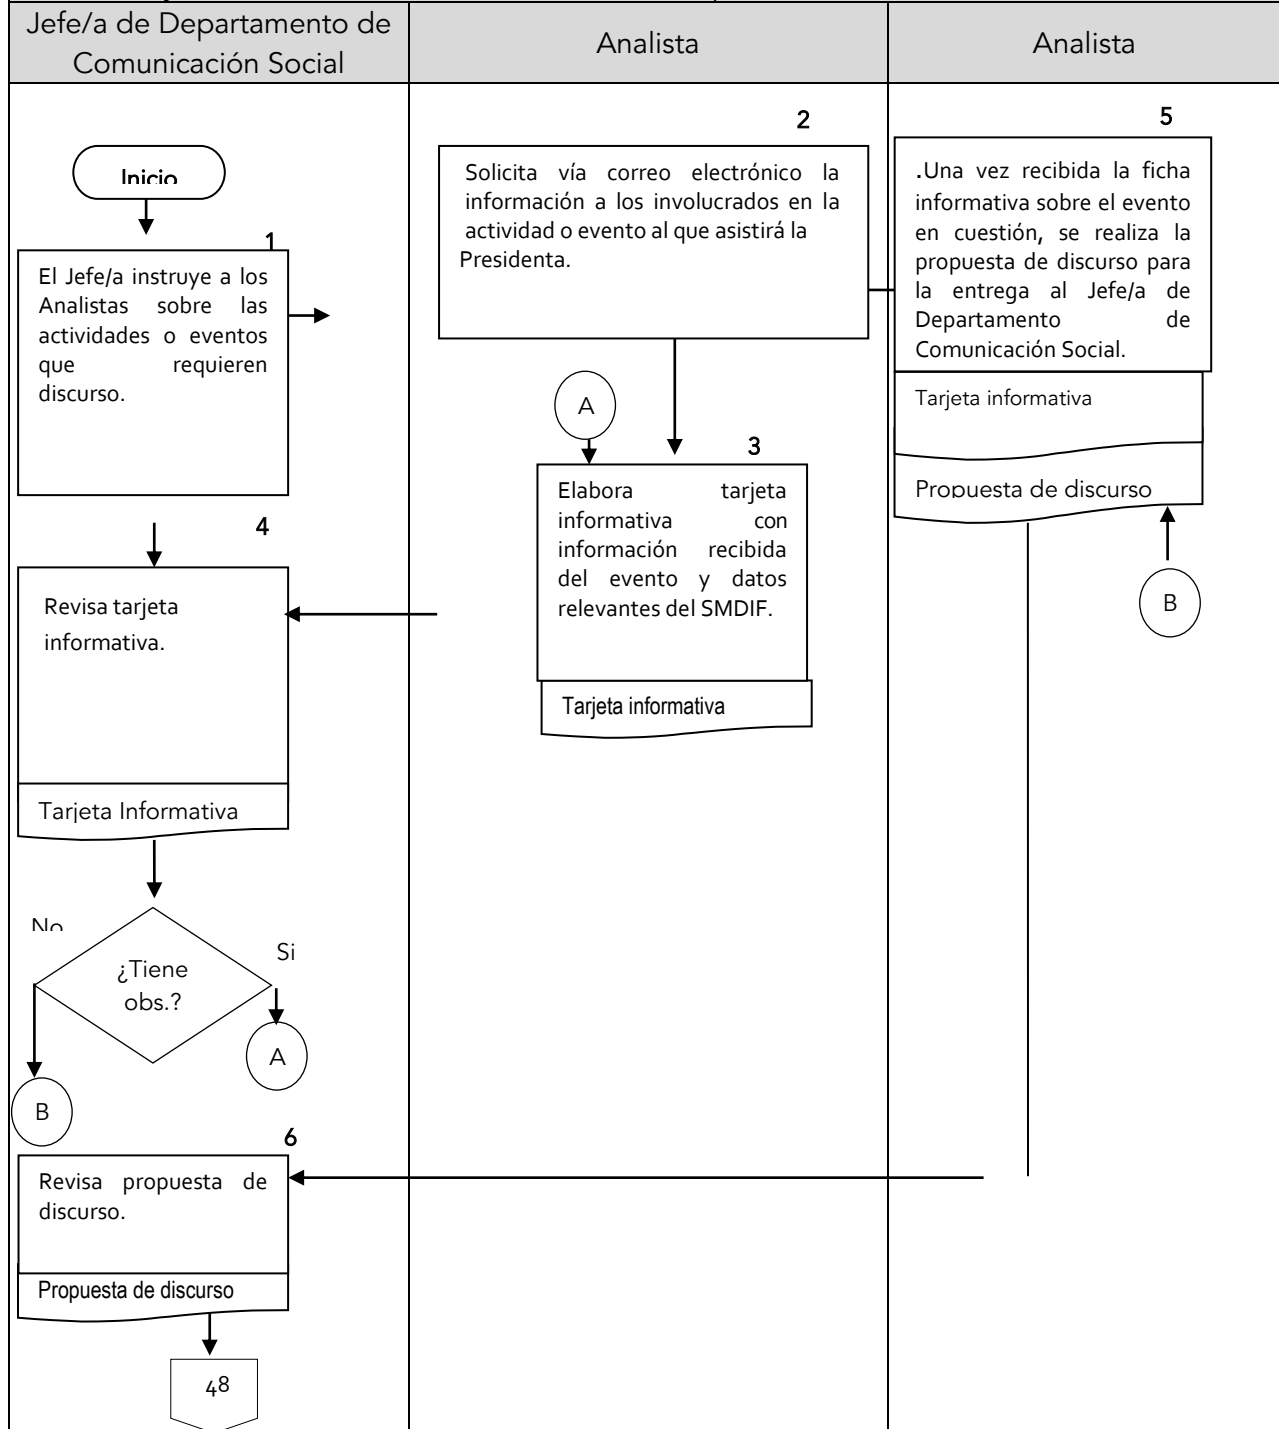 Jefe/a de Departamento de
Comunicación Social
Analista
Analista
Inicio
1
El Jefe/a instruye a los
Analistas sobre las
actividades o eventos
que requieren
discurso.
2
Solicita vía correo electrónico la
información a los involucrados en la
actividad o evento al que asistirá la
Presidenta.
A
3
Elabora tarjeta
informativa con
información recibida
del evento y datos
relevantes del SMDIF.
Tarjeta informativa
4
Revisa tarjeta
informativa.
Tarjeta Informativa
No
Si
¿Tiene
obs.?
A
B
5
.Una vez recibida la ficha
informativa sobre el evento
en cuestión, se realiza la
propuesta de discurso para
la entrega al Jefe/a de
Departamento de
Comunicación Social.
Tarjeta informativa
Propuesta de discurso
B
6
Revisa propuesta de
discurso.
Propuesta de discurso
48